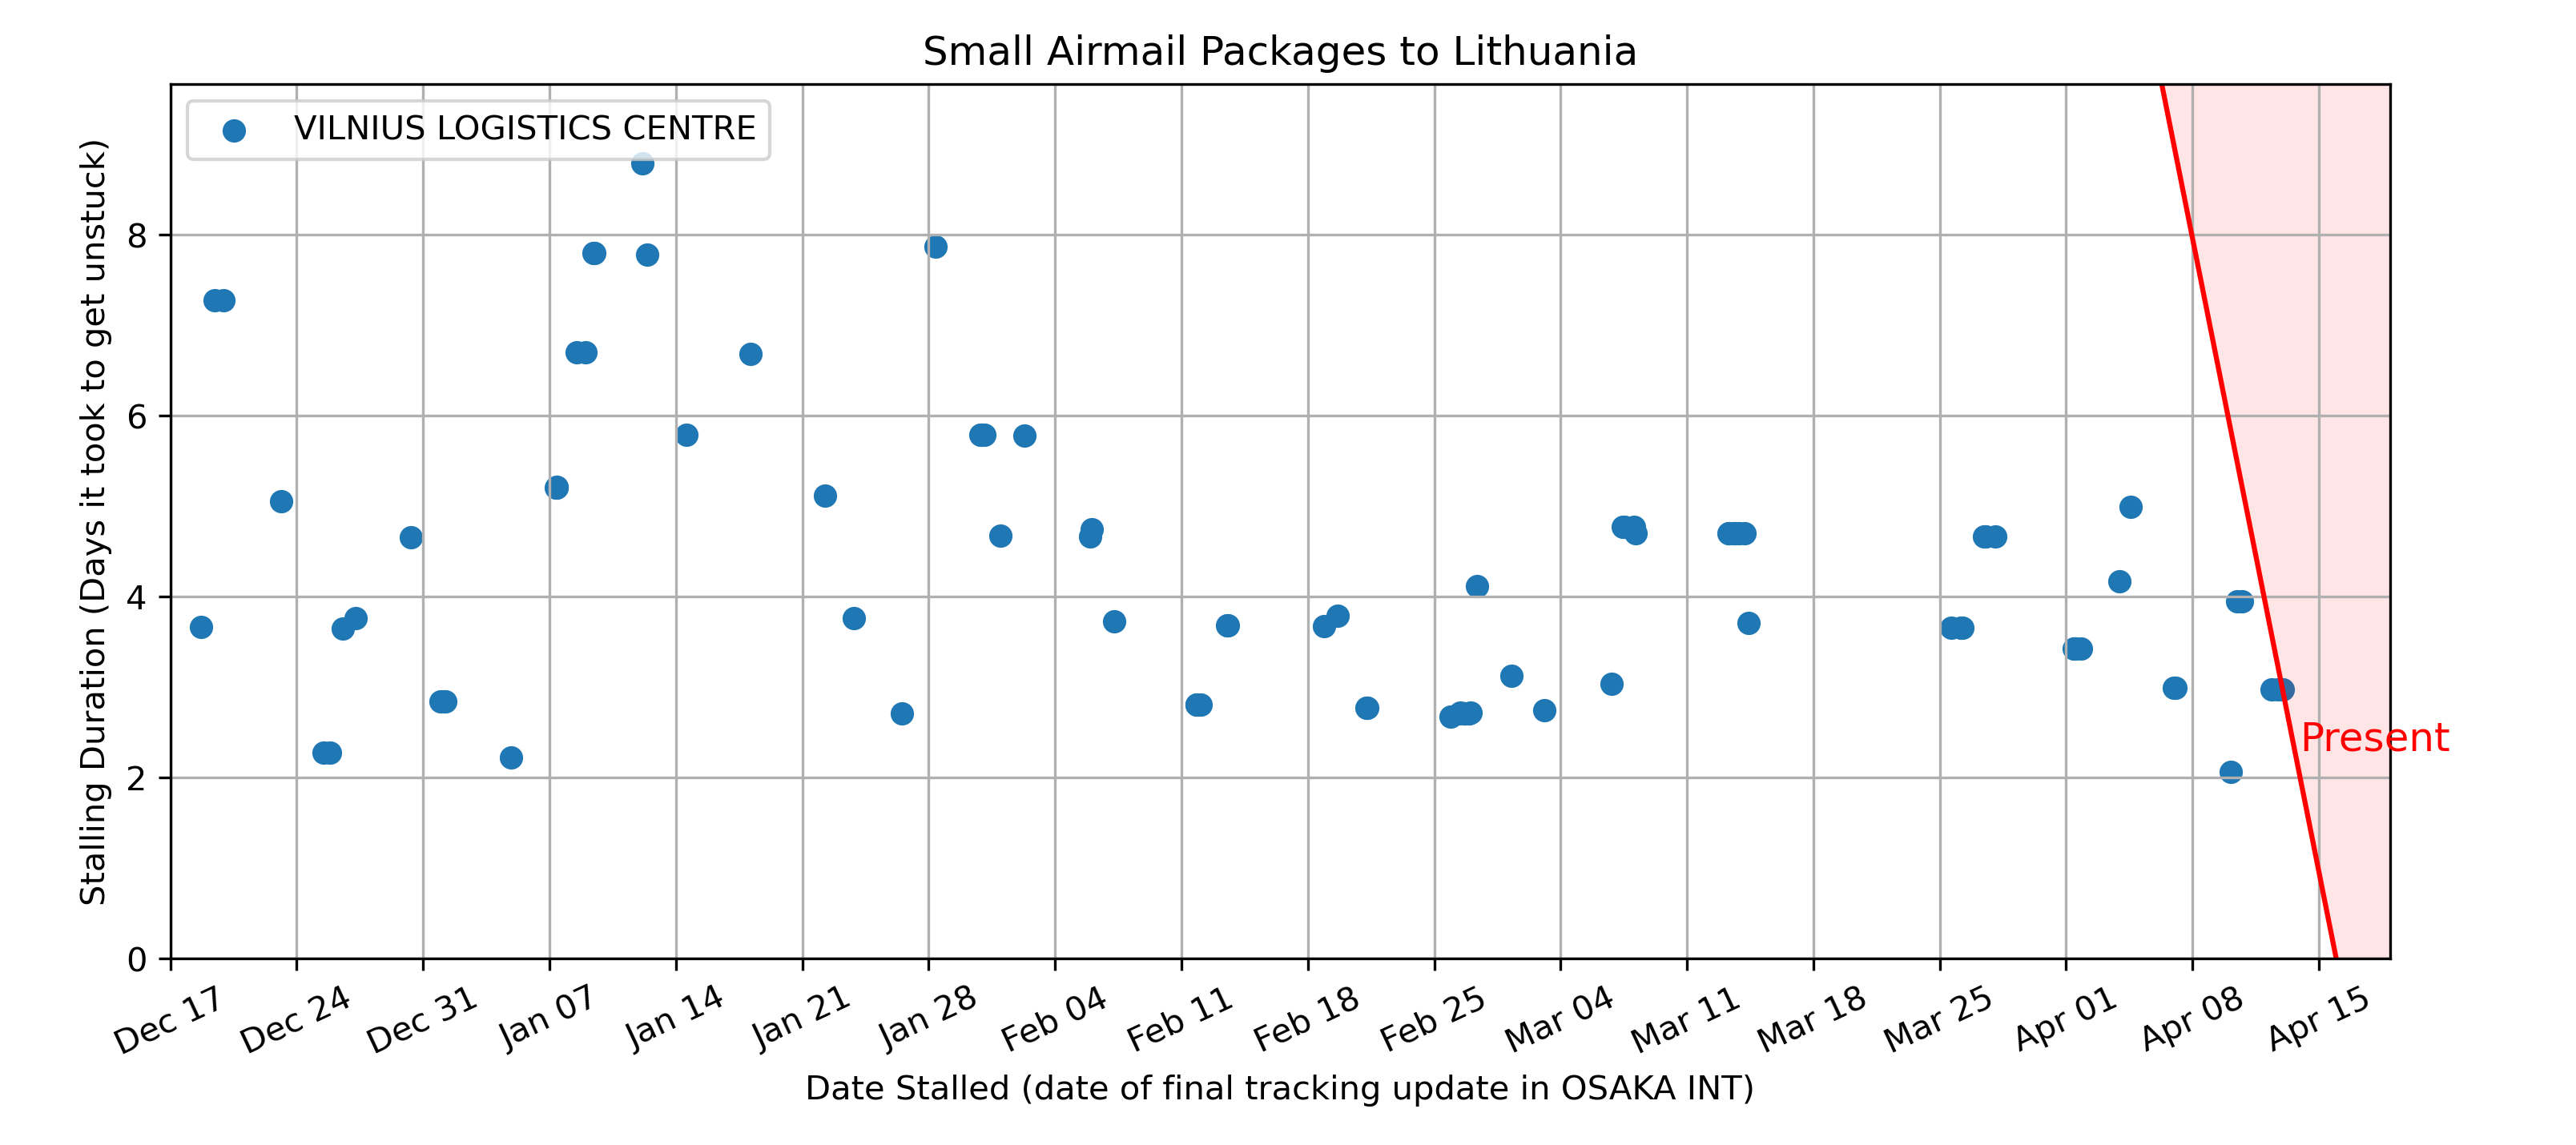 Small Airmail Packages to Lithuania
VILNIUS LOGISTICS CENTRE
Stalling Duration (Days it took to get unstuck)
8
6
4
2
0
Present
Dec 17
Dec 24
Dec 31
Jan 07
Jan 14
Jan 21
Jan 28
Feb 04
Feb 11
Feb 18
Feb 25
Mar 04
Mar 11
Mar 18
Mar 25
Apr 01
Apr 08
Apr 15
Date Stalled (date of final tracking update in OSAKA INT)